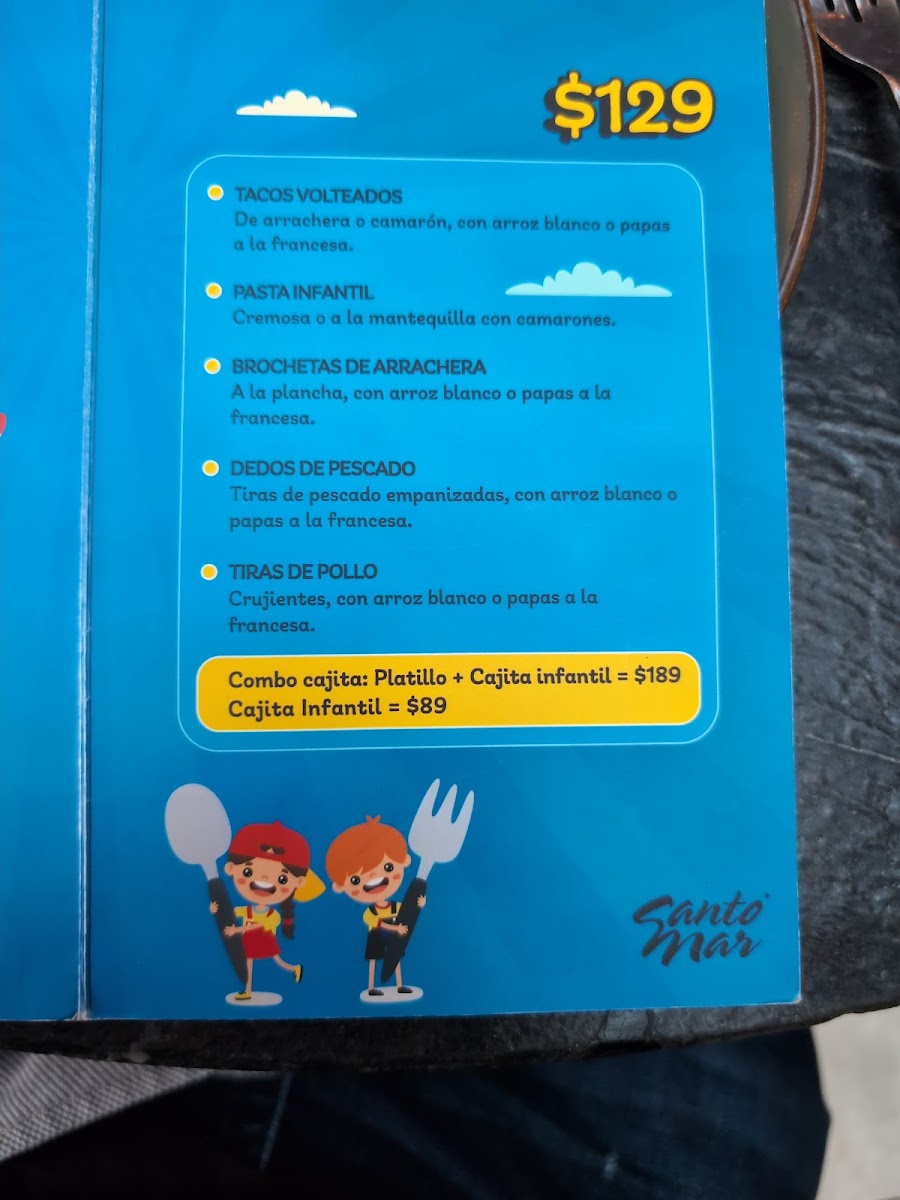 $129
TACOS VOLTEADOS
De arrachera o camarón, con arroz blanco o papas
a la francesa.
PASTA INFANTIL
Cremosa o a la mantequilla con camarones.
BROCHETAS DE ARRACHERA
A la plancha, con arroz blanco o papas a la
francesa.
DEDOS DE PESCADO
Tiras de pescado empanizadas, con arroz blanco o
papas a la francesa.
TIRAS DE POLLO
Crujientes, con arroz blanco o papas a la
francesa.
Combo cajita: Platillo + Cajita infantil = $189
Cajita Infantil = $89
Santo
Mar